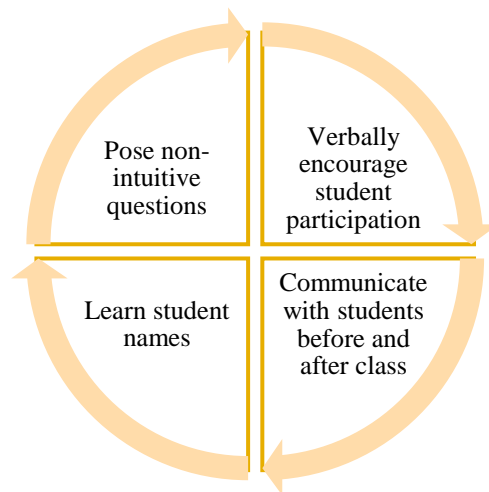 Pose non-
intuitive
questions
Verbally
encourage
student
participation
Learn student
names
Communicate
with students
before and
after class